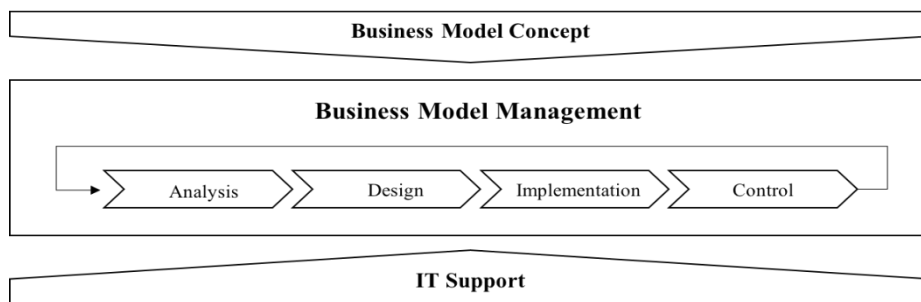 Business Model Concept
Business Model Management
Analysis
Design
Implementation
Control
IT Support